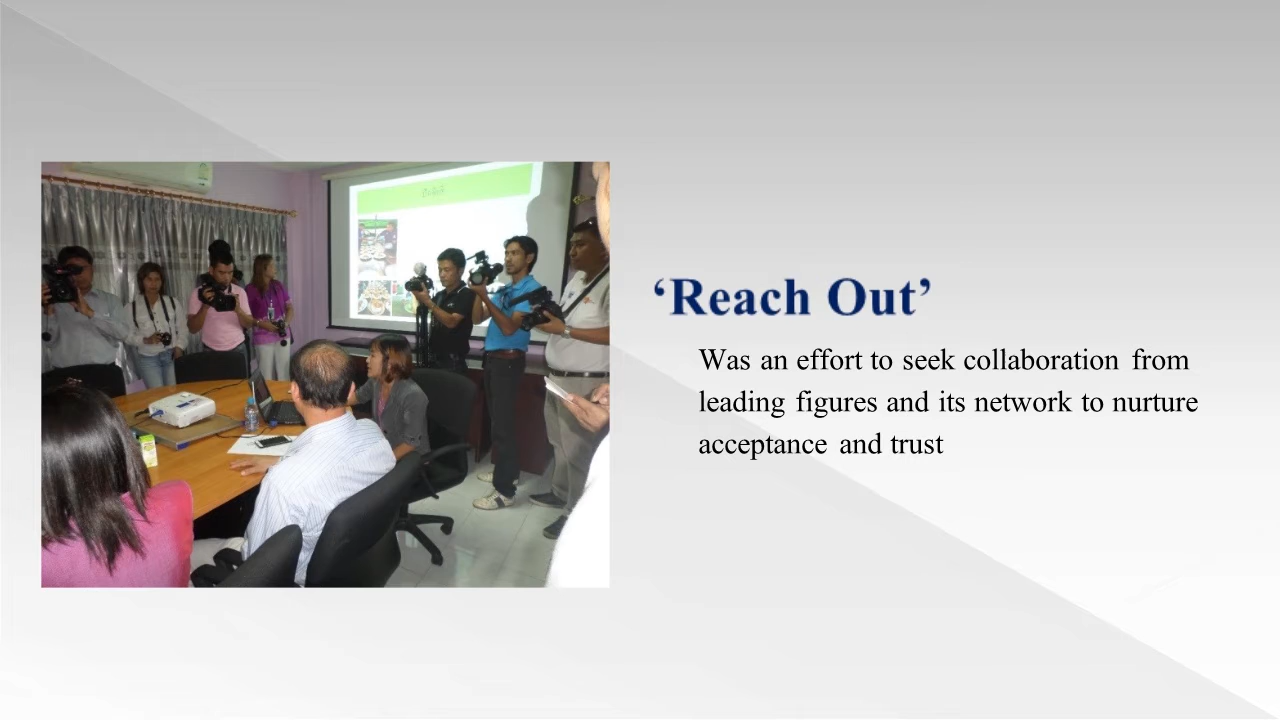 ‘Reach Out’
Was an effort to seek collaboration from
leading figures and its network to nurture
acceptance and trust